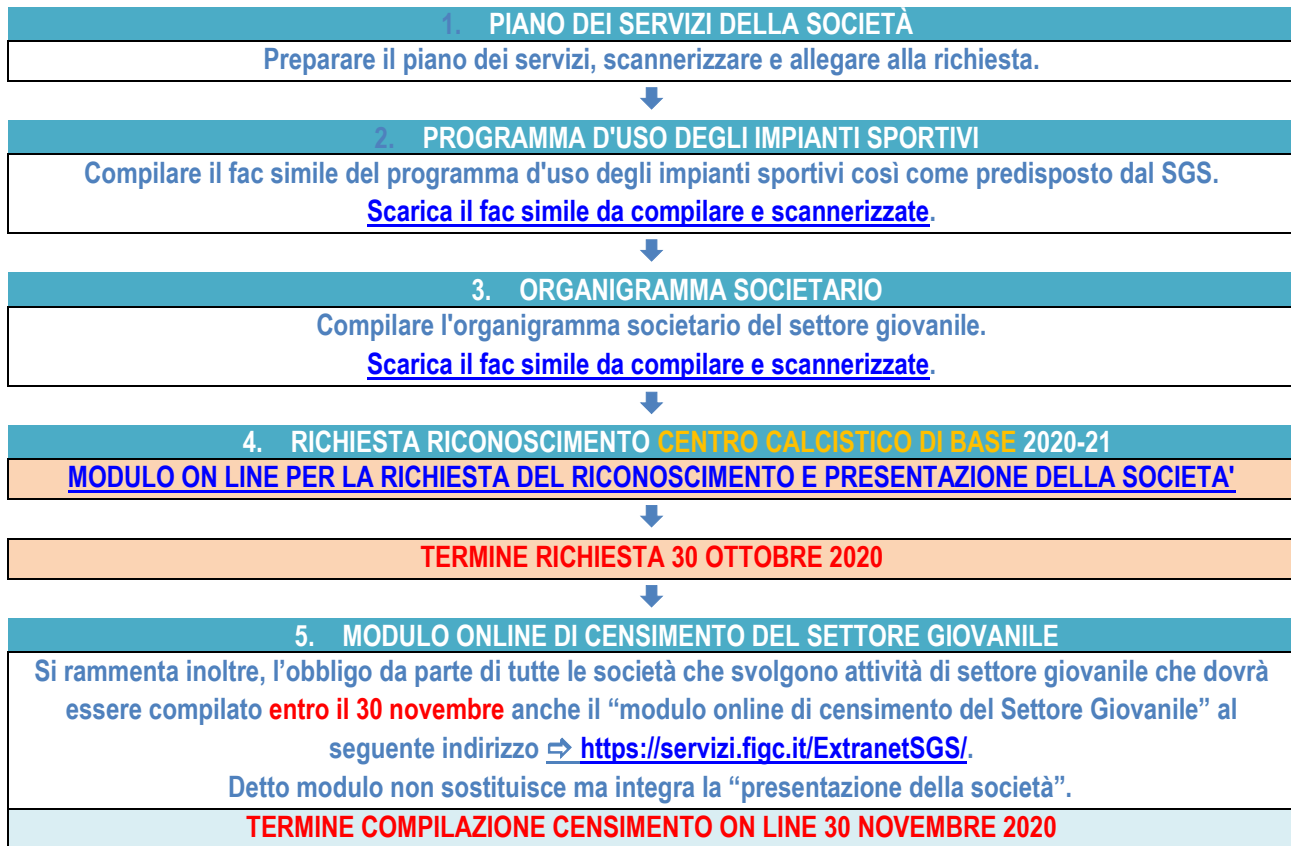 1. PIANO DEI SERVIZI DELLA SOCIETÀ
Preparare il piano dei servizi, scannerizzare e allegare alla richiesta.
2. PROGRAMMA D'USO DEGLI IMPIANTI SPORTIVI
Compilare il fac simile del programma d'uso degli impianti sportivi così come predisposto dal SGS.
Scarica il fac simile da compilare e scannerizzate.
3. ORGANIGRAMMA SOCIETARIO
Compilare l'organigramma societario del settore giovanile.
Scarica il fac simile da compilare e scannerizzate.
4. RICHIESTA RICONOSCIMENTO CENTRO CALCISTICO DI BASE 2020-21
MODULO ON LINE PER LA RICHIESTA DEL RICONOSCIMENTO E PRESENTAZIONE DELLA SOCIETA'
TERMINE RICHIESTA 30 OTTOBRE 2020
5. MODULO ONLINE DI CENSIMENTO DEL SETTORE GIOVANILE
Si rammenta inoltre, l’obbligo da parte di tutte le società che svolgono attività di settore giovanile che dovrà
essere compilato entro il 30 novembre anche il “modulo online di censimento del Settore Giovanile” al
seguente indirizzo ⇨ https://servizi.figc.it/ExtranetSGS/.
Detto modulo non sostituisce ma integra la “presentazione della società”.
TERMINE COMPILAZIONE CENSIMENTO ON LINE 30 NOVEMBRE 2020